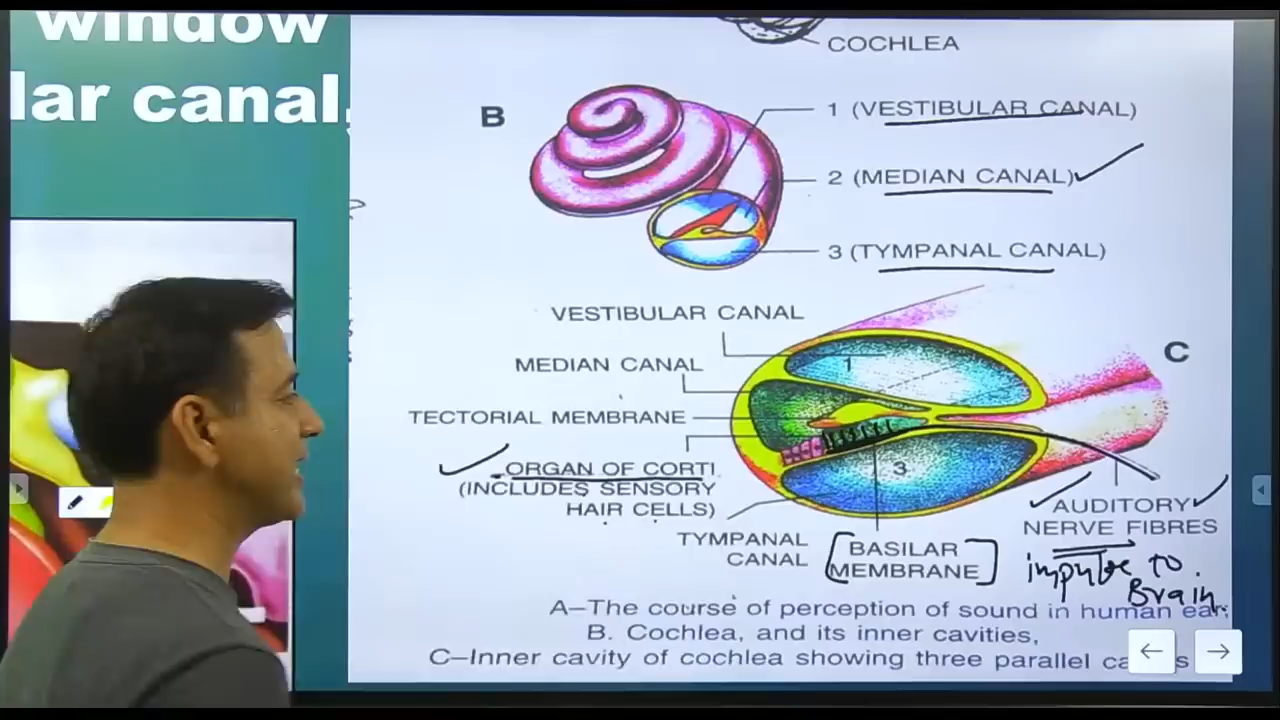 window
lar canal,
COCHLEA
B
1 (VESTIBULAR CANAL)
2 (MEDIAN CANAL)
3 (TYMPANAL CANAL)
VESTIBULAR CANAL
C
MEDIAN CANAL
1
TECTORIAL MEMBRANE
ORGAN OF CORTI
(INCLUDES SENSORY
HAIR CELLS)
3
AUDITORY
NERVE FIBRES
TYMPANAL
CANAL
BASILAR
MEMBRANE
impulse to
Brain
A–The course of perception of sound in human ear.
B. Cochlea, and its inner cavities,
C–Inner cavity of cochlea showing three parallel